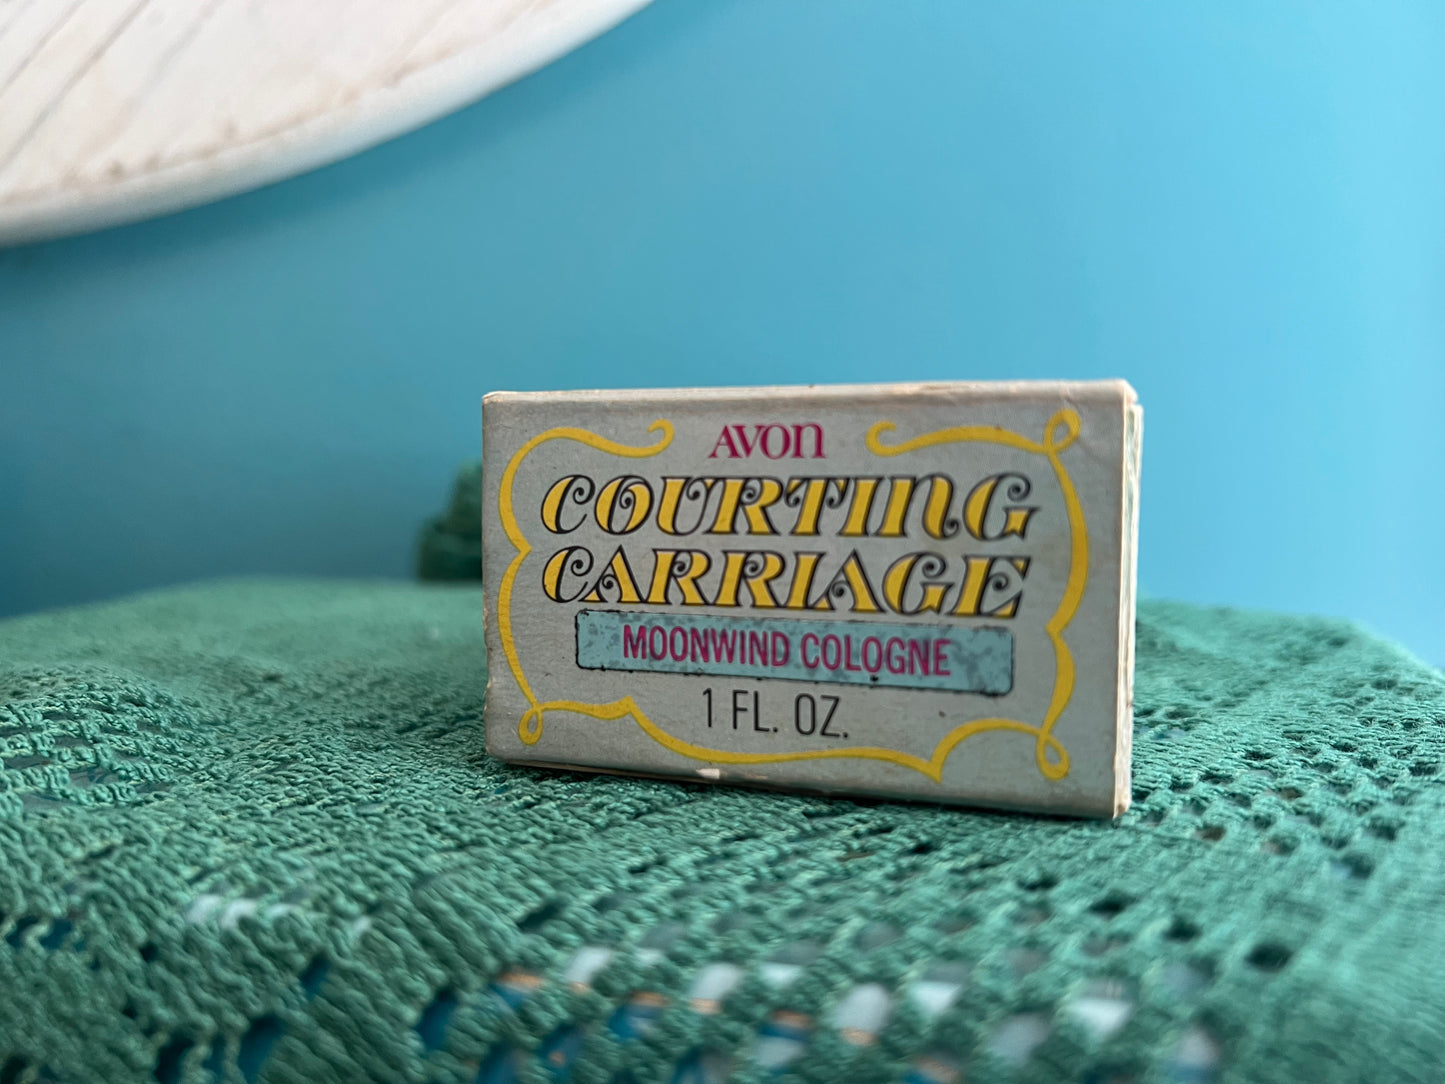 AVON
COURTING
CARRIAGE
MOONWIND COLOGNE
1 FL. OZ.